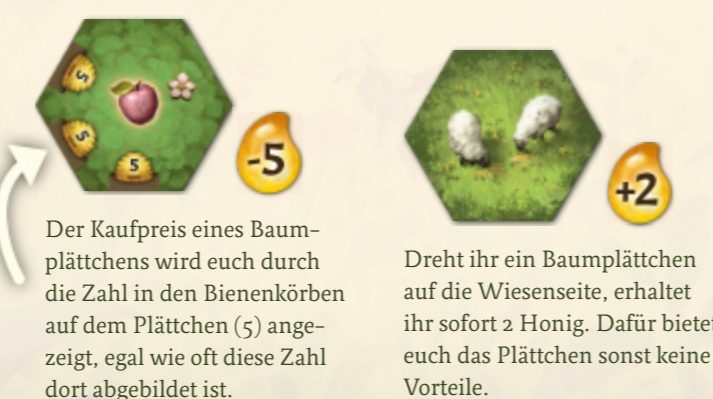 5
5
5
-5
Der Kaufpreis eines Baum-
plättchens wird euch durch
die Zahl in den Bienenkörben
auf dem Plättchen (5) ange-
zeigt, egal wie oft diese Zahl
dort abgebildet ist.
+2
Dreht ihr ein Baumplättchen
auf die Wiesenseite, erhaltet
ihr sofort 2 Honig. Dafür bietet
euch das Plättchen sonst keine
Vorteile.